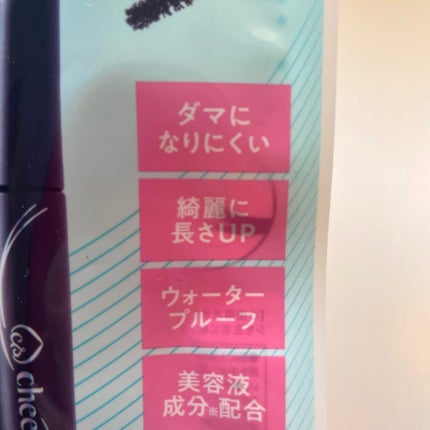 ダマに
なりにくい
綺麗に
長さUP
ウォーター
プルーフ
美容液
成分※配合